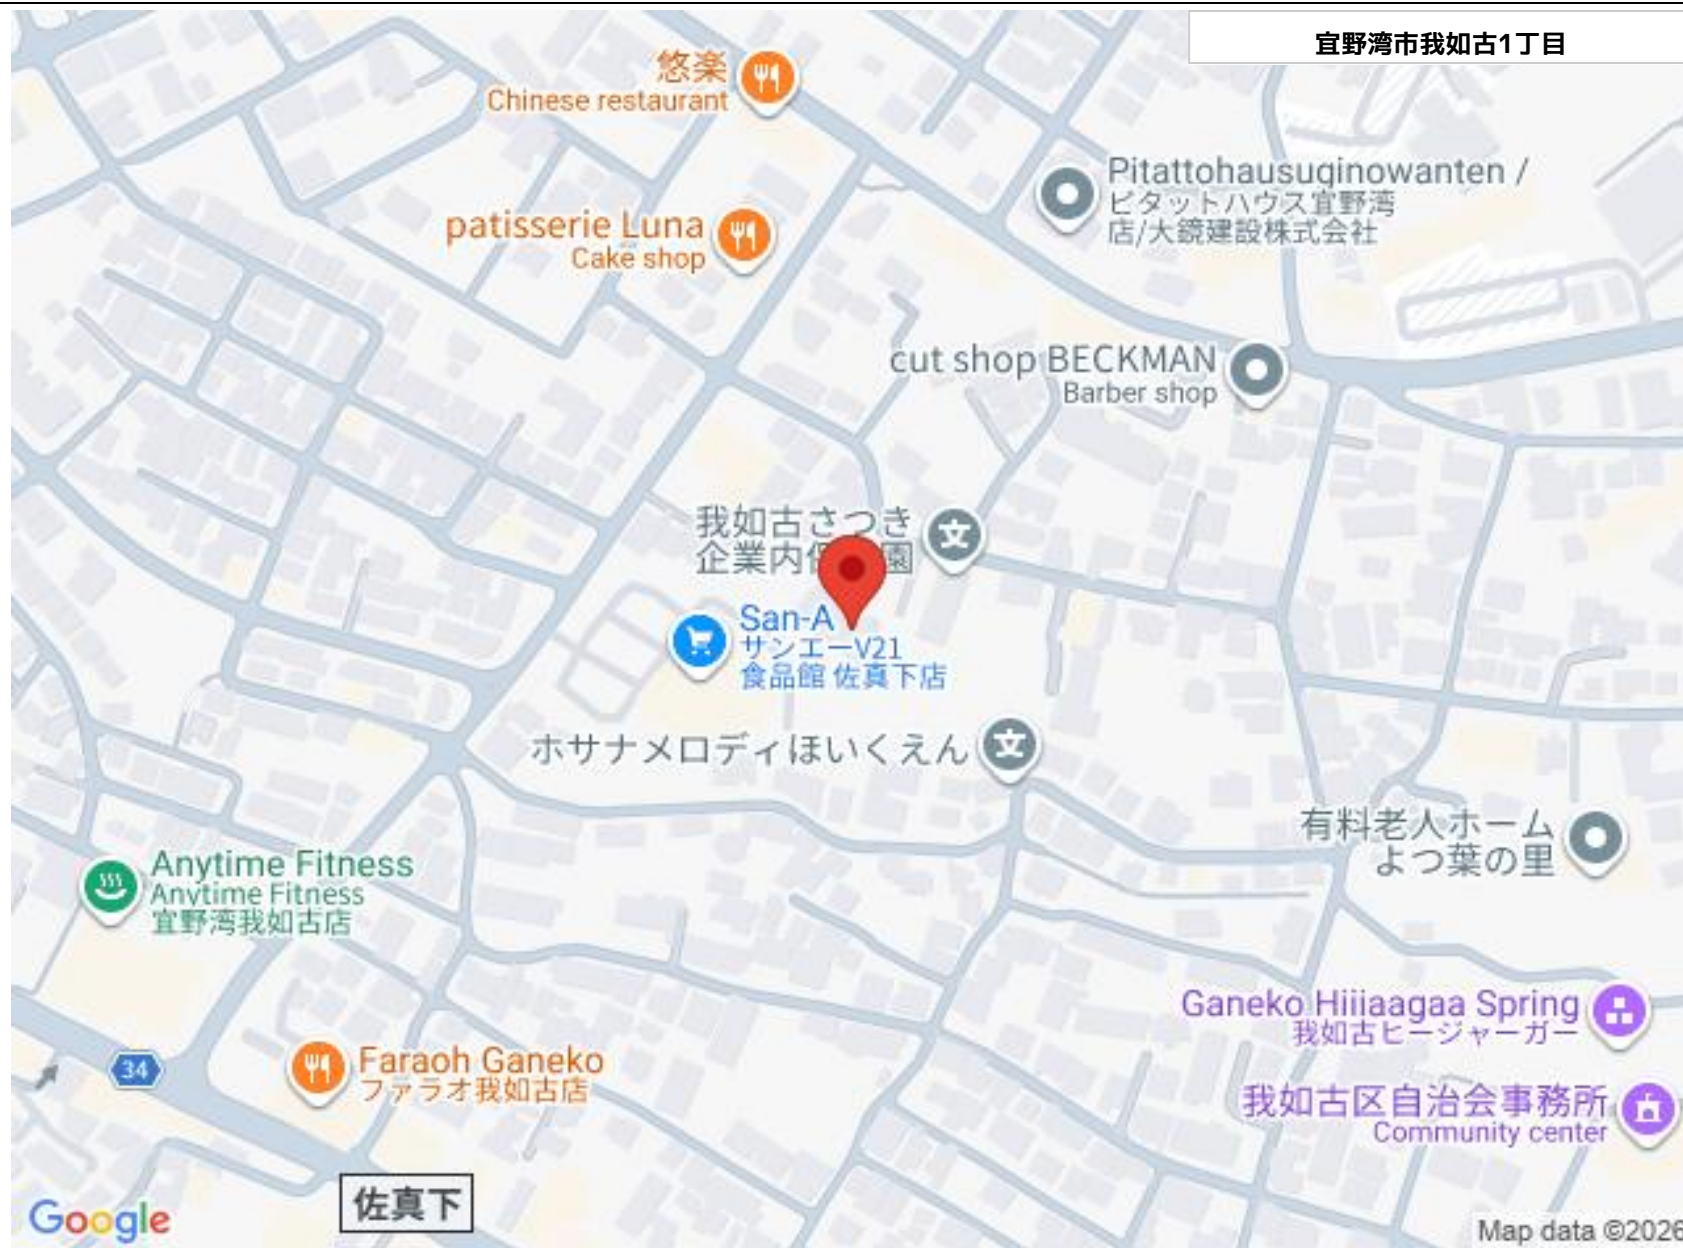 宜野湾市我如古1丁目
悠楽
Chinese restaurant
Pitattohausuginowanten /
ピタットハウス宜野湾
店/大鏡建設株式会社
patisserie Luna
Cake shop
cut shop BECKMAN
Barber shop
我如古さつき
企業内保 園
San-A
サンエーV21
食品館 佐真下店
ホサナメロディほいくえん
有料老人ホーム
よつ葉の里
Anytime Fitness
Anytime Fitness
宜野湾我如古店
Ganeko Hiiiaagaa Spring
我如古ヒージャーガー
34
Faraoh Ganeko
ファラオ我如古店
我如古区自治会事務所
Community center
佐真下
Google
Map data ©2026